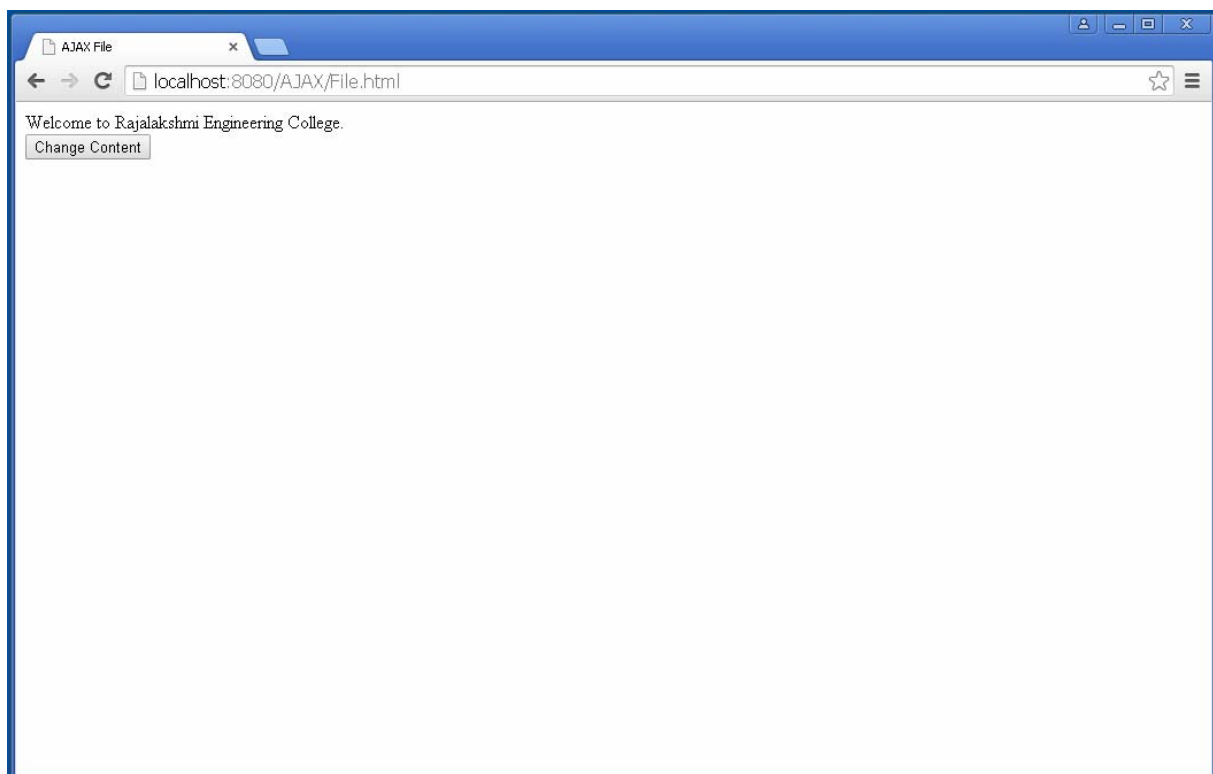 AJAX File
localhost:8080/AJAX/File.html
Welcome to Rajalakshmi Engineering College.
Change Content